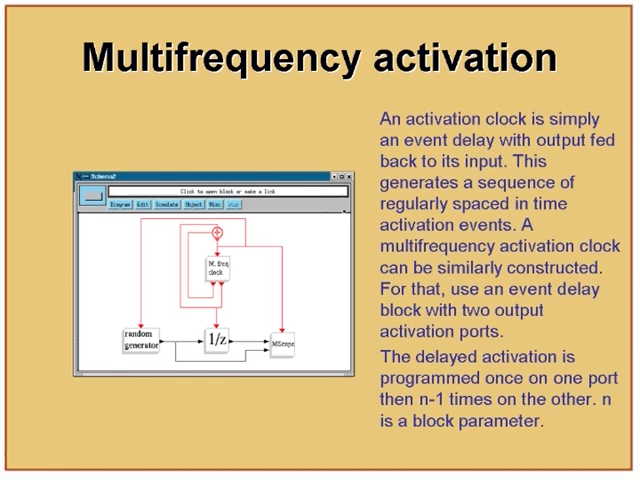 Multifrequency activation
An activation clock is simply
an event delay with output fed
back to its input. This
generates a sequence of
regularly spaced in time
activation events. A
multifrequency activation clock
can be similarly constructed.
For that, use an event delay
block with two output
activation ports.
The delayed activation is
programmed once on one port
then n-1 times on the other. n
is a block parameter.
Schema2
Click to open block or make a link
Diagram Edit Simulate Object Misc
M. freq
clock
random
generator
1/z
MScope